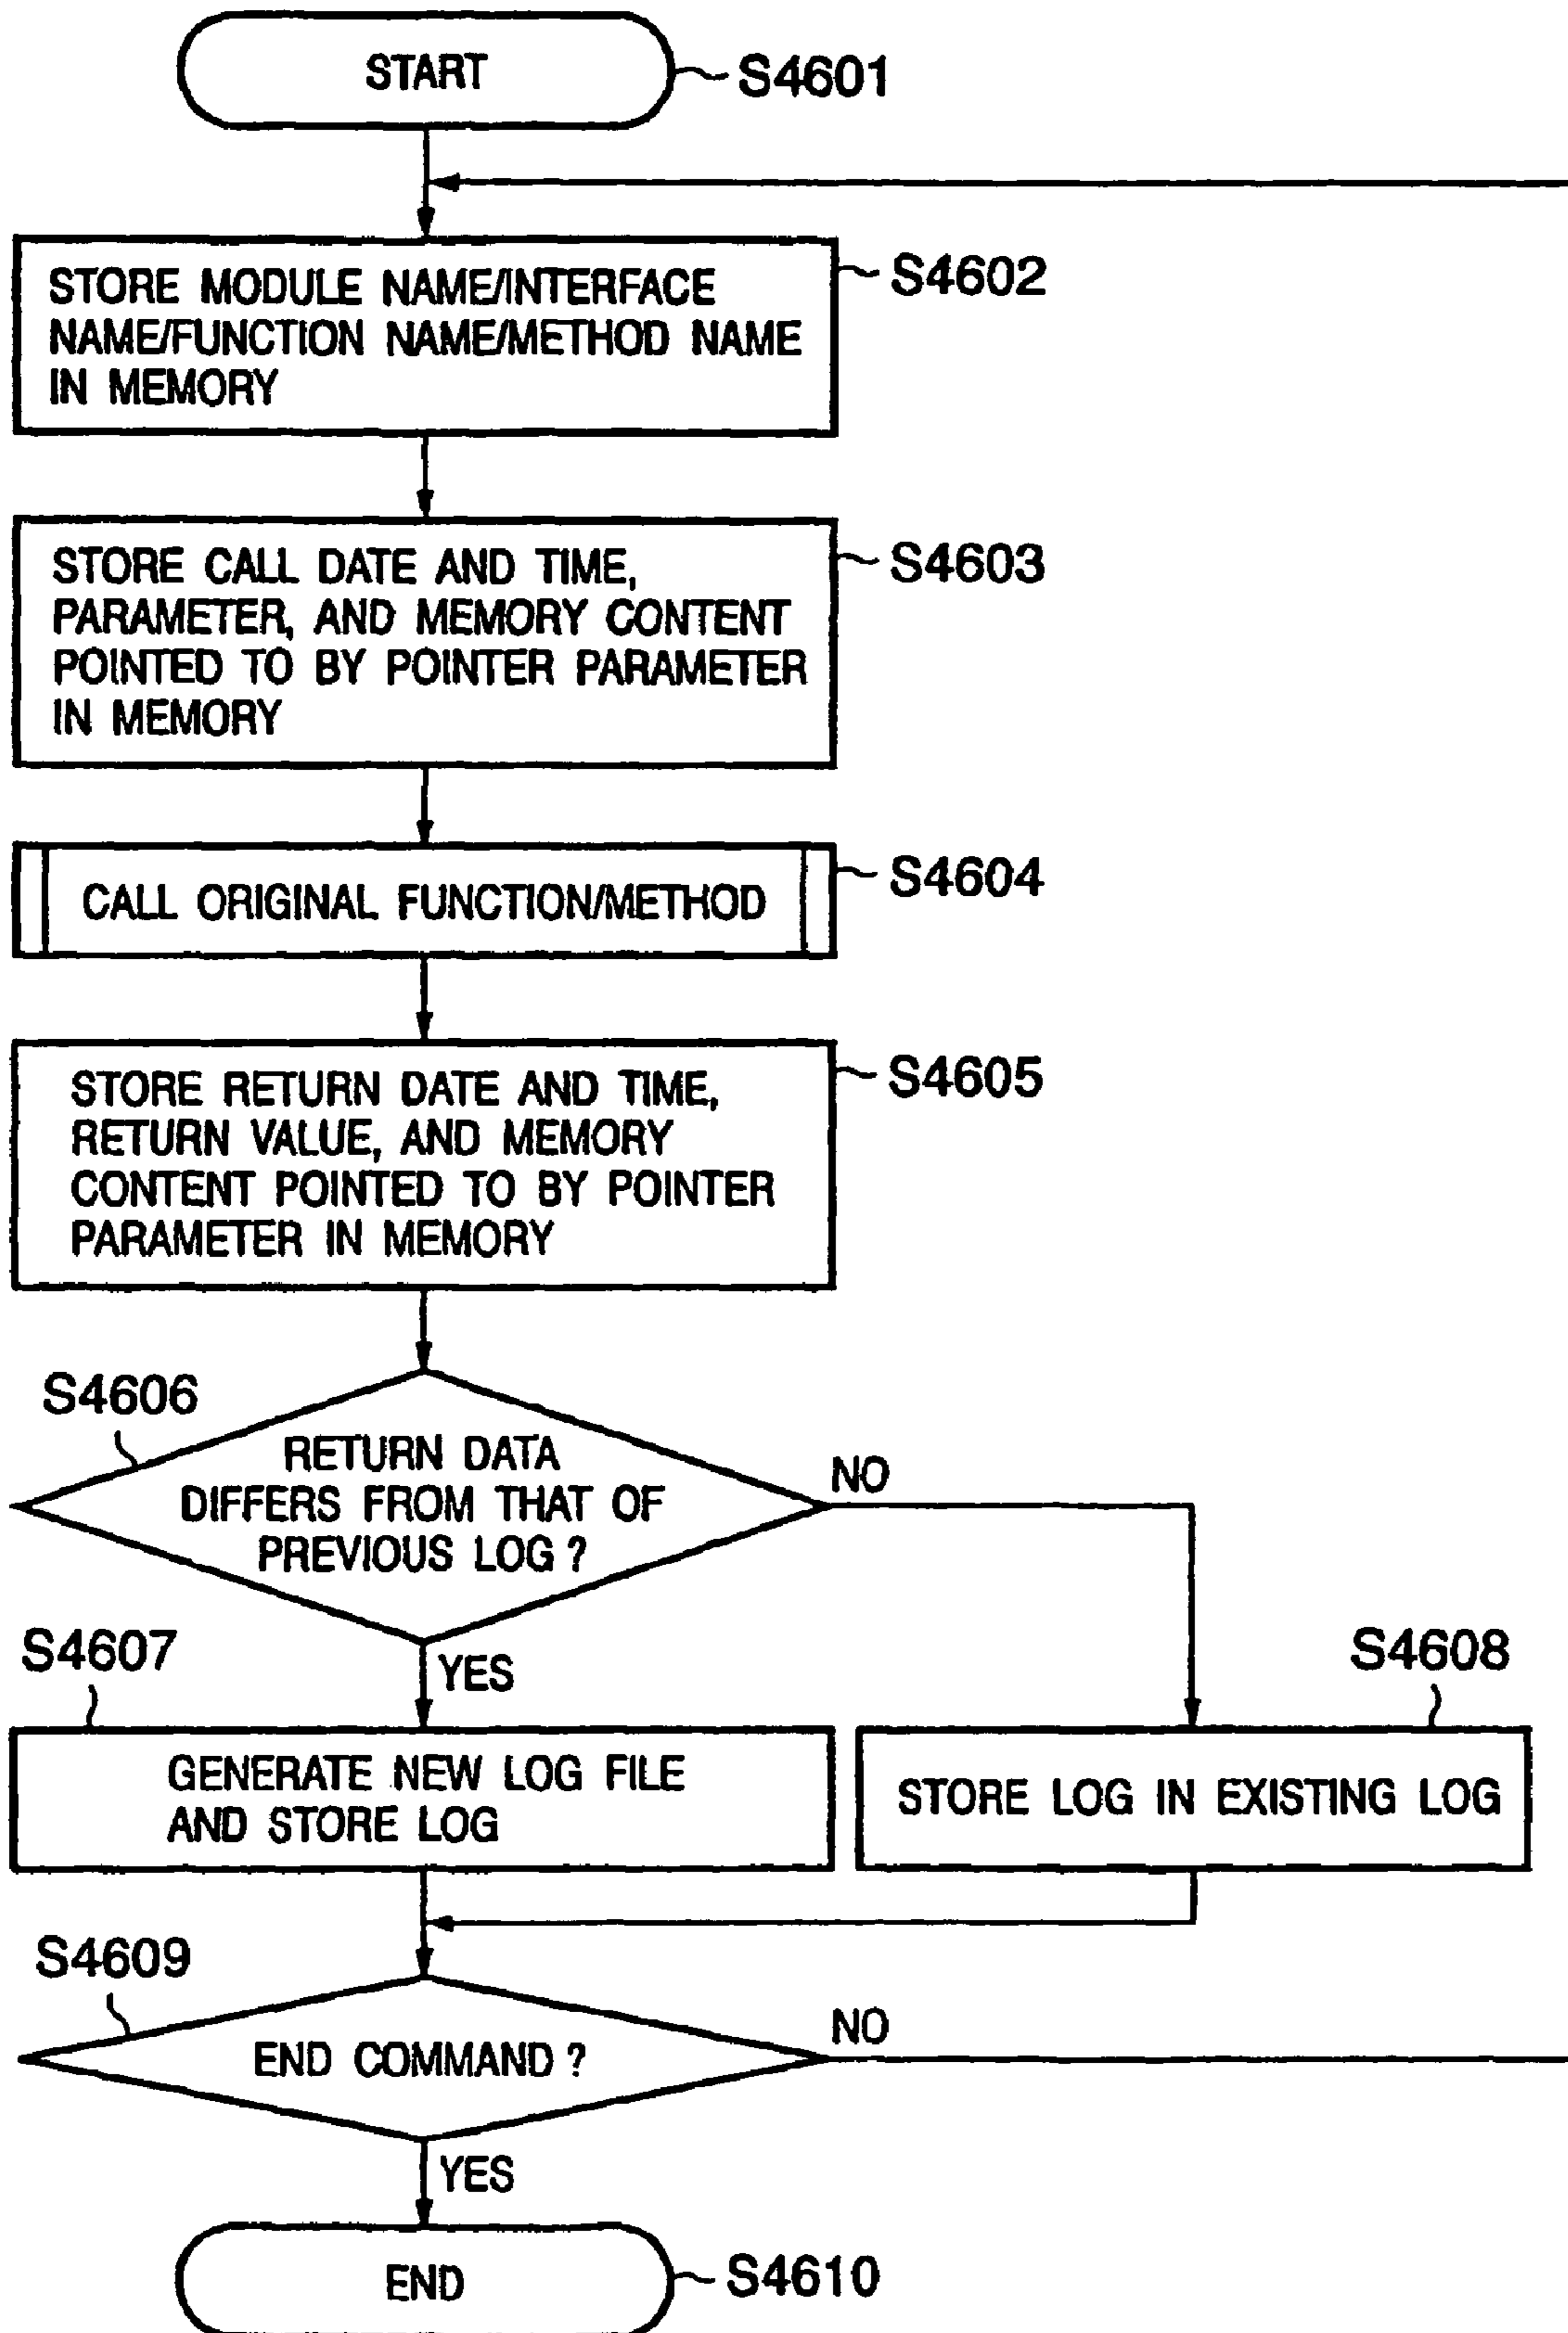 START
S4601
STORE MODULE NAME/INTERFACE
NAME/FUNCTION NAME/METHOD NAME
IN MEMORY
S4602
STORE CALL DATE AND TIME,
PARAMETER, AND MEMORY CONTENT
POINTED TO BY POINTER PARAMETER
IN MEMORY
S4603
CALL ORIGINAL FUNCTION/METHOD
S4604
STORE RETURN DATE AND TIME,
RETURN VALUE, AND MEMORY
CONTENT POINTED TO BY POINTER
PARAMETER IN MEMORY
S4605
S4606
RETURN DATA
DIFFERS FROM THAT OF
PREVIOUS LOG ?
NO
YES
S4607
GENERATE NEW LOG FILE
AND STORE LOG
S4608
STORE LOG IN EXISTING LOG
S4609
END COMMAND ?
NO
YES
END
S4610